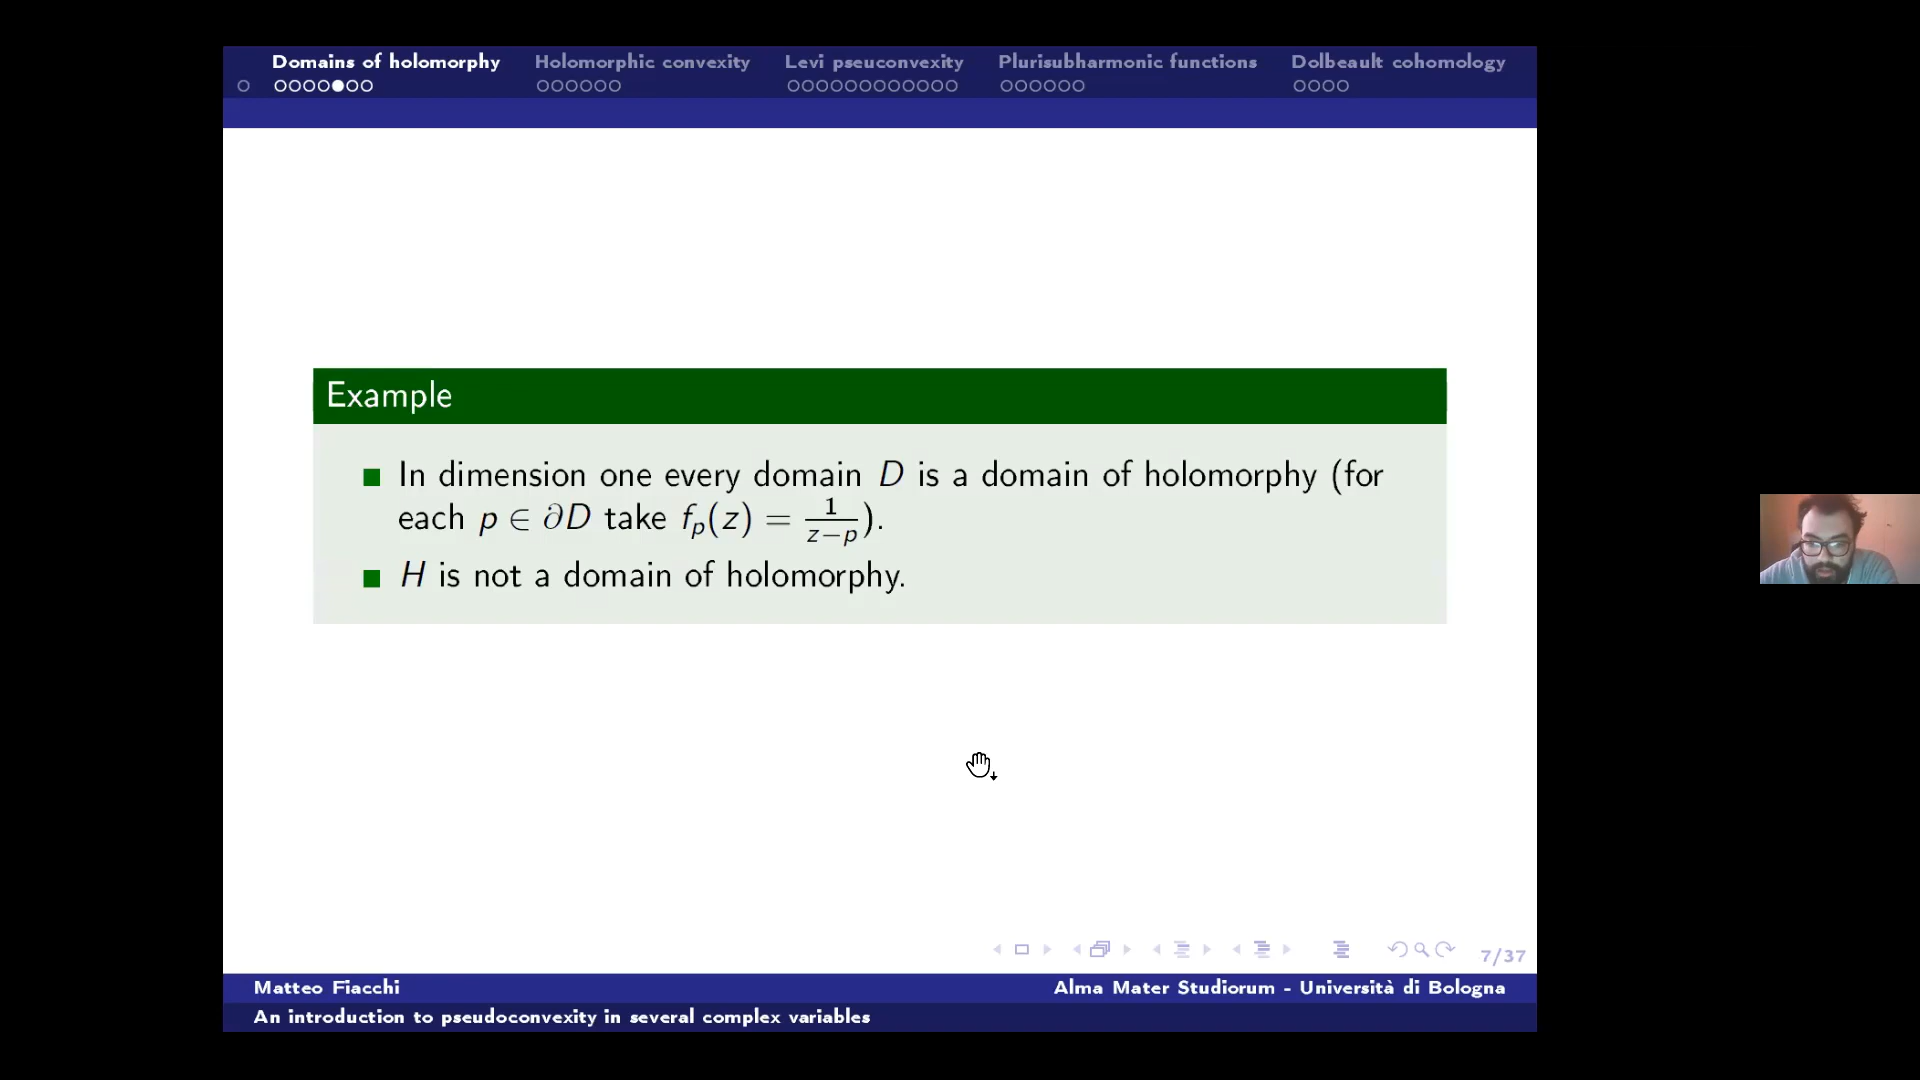 Domains of holomorphy Holomorphic convexity Levi pseuconvexity Plurisubharmonic functions Dolbeault cohomology
Example
In dimension one every domain D is a domain of holomorphy (for
each p ∈ ∂D take fₚ(z) = 1/(z−p)).
H is not a domain of holomorphy.
7/37
Matteo Fiacchi Alma Mater Studiorum - Università di Bologna
An introduction to pseudoconvexity in several complex variables